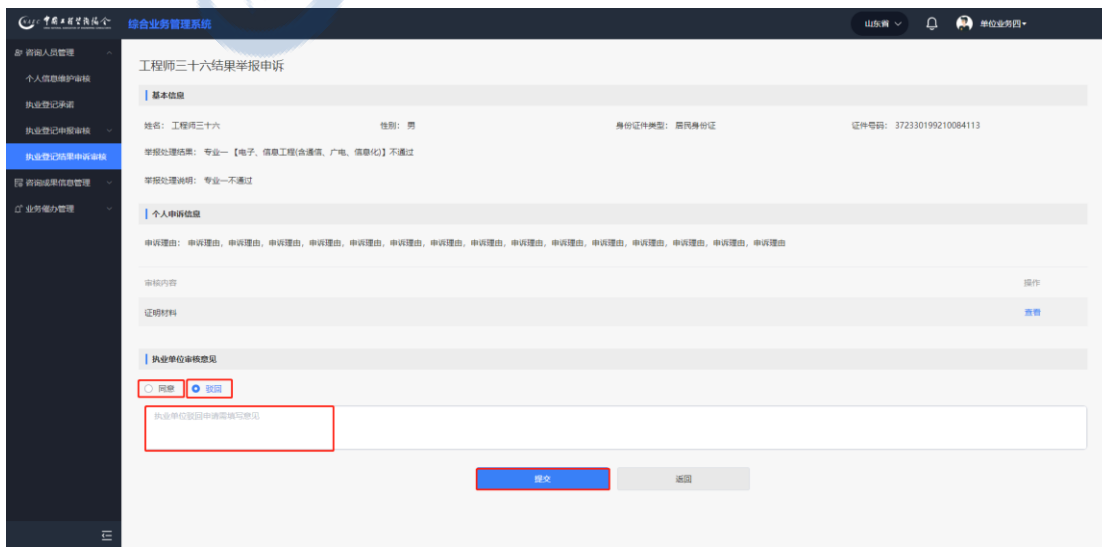 中国工程咨询协会 综合业务管理系统 山东省 单位业务四
咨询人员管理
个人信息维护审核
执业登记承诺
执业登记申报审核
执业登记结果申诉审核
咨询成果信息管理
业务催办管理
工程师三十六结果举报申诉
基本信息
姓名： 工程师三十六 性别： 男 身份证件类型： 居民身份证 证件号码： 372330199210084113
举报处理结果： 专业一 【电子、信息工程(含通信、广电、信息化)】不通过
举报处理说明： 专业一不通过
个人申诉信息
申诉理由： 申诉理由，申诉理由，申诉理由，申诉理由，申诉理由，申诉理由，申诉理由，申诉理由，申诉理由，申诉理由，申诉理由，申诉理由，申诉理由，申诉理由，申诉理由
审核内容 操作
证明材料 查看
执业单位审核意见
同意 驳回
执业单位驳回申请需填写意见
提交 返回